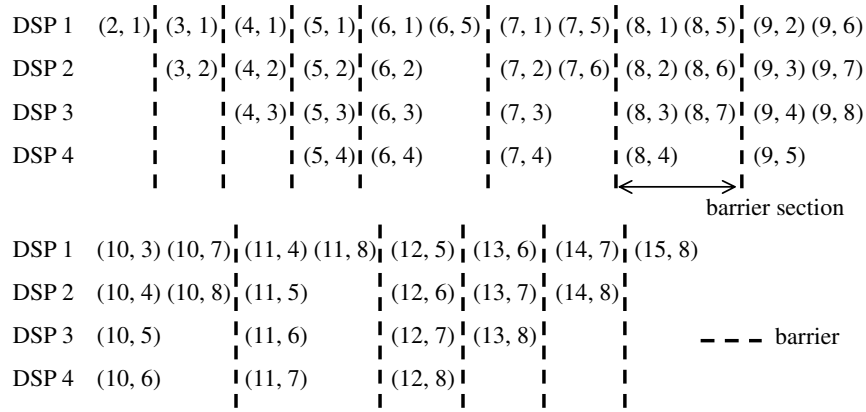 DSP 1 (2, 1) (3, 1) (4, 1) (5, 1) (6, 1) (6, 5) (7, 1) (7, 5) (8, 1) (8, 5) (9, 2) (9, 6)
DSP 2 (3, 2) (4, 2) (5, 2) (6, 2) (7, 2) (7, 6) (8, 2) (8, 6) (9, 3) (9, 7)
DSP 3 (4, 3) (5, 3) (6, 3) (7, 3) (8, 3) (8, 7) (9, 4) (9, 8)
DSP 4 (5, 4) (6, 4) (7, 4) (8, 4) (9, 5)
barrier section
DSP 1 (10, 3) (10, 7) (11, 4) (11, 8) (12, 5) (13, 6) (14, 7) (15, 8)
DSP 2 (10, 4) (10, 8) (11, 5) (12, 6) (13, 7) (14, 8)
DSP 3 (10, 5) (11, 6) (12, 7) (13, 8) barrier
DSP 4 (10, 6) (11, 7) (12, 8)